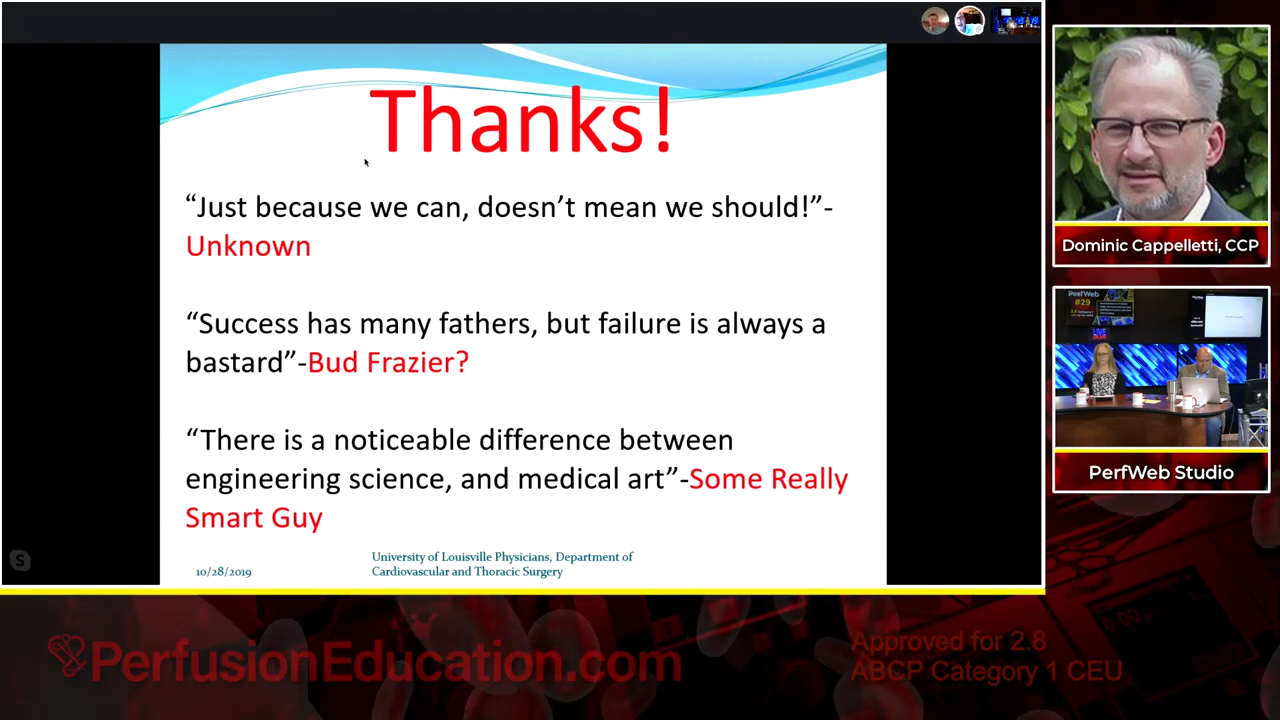 Thanks!
“Just because we can, doesn’t mean we should!”-
Unknown
“Success has many fathers, but failure is always a
bastard”-Bud Frazier?
“There is a noticeable difference between
engineering science, and medical art”-Some Really
Smart Guy
10/28/2019
University of Louisville Physicians, Department of
Cardiovascular and Thoracic Surgery
Dominic Cappelletti, CCP
PerfWeb
#29
PerfWeb Studio
PerfusionEducation.com
Approved for 2.8
ABCP Category 1 CEU